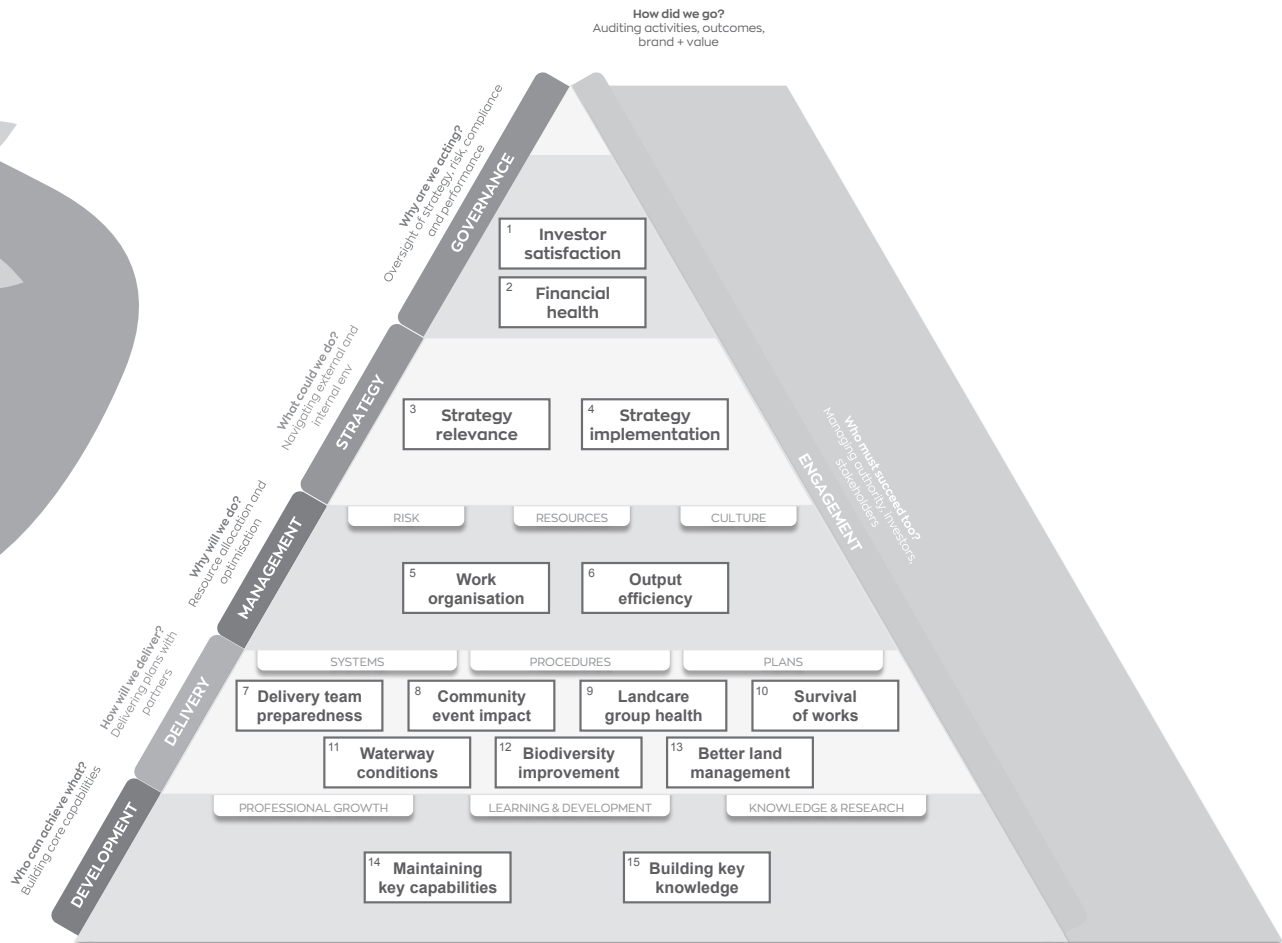 How did we go?
Auditing activities, outcomes,
brand + value
Why are we acting?
Oversight of strategy, risk, compliance
and performance
GOVERNANCE
1 Investor
satisfaction
2 Financial
health
What could we do?
Navigating external and
internal env
STRATEGY
3 Strategy
relevance
4 Strategy
implementation
Who must succeed too?
Managing authority, investors,
stakeholders
ENGAGEMENT
Why will we do?
Resource allocation and
optimisation
MANAGEMENT
RISK
RESOURCES
CULTURE
5 Work
organisation
6 Output
efficiency
How will we deliver?
Delivering plans with
partners
DELIVERY
SYSTEMS
PROCEDURES
PLANS
7 Delivery team
preparedness
8 Community
event impact
9 Landcare
group health
10 Survival
of works
11 Waterway
conditions
12 Biodiversity
improvement
13 Better land
management
Who can achieve what?
Building core capabilities
DEVELOPMENT
PROFESSIONAL GROWTH
LEARNING & DEVELOPMENT
KNOWLEDGE & RESEARCH
14 Maintaining
key capabilities
15 Building key
knowledge